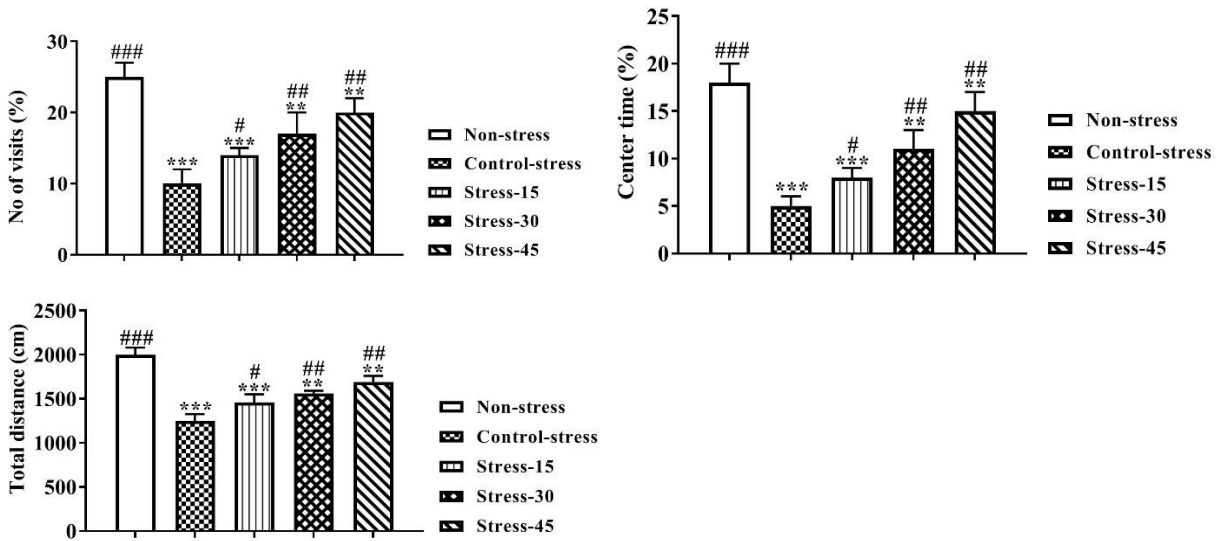 No of visits (%)
30
20
10
0
###
***
#
***
##
**
##
**
Non-stress
Control-stress
Stress-15
Stress-30
Stress-45
Center time (%)
25
20
15
10
5
0
###
***
#
***
##
**
##
**
Non-stress
Control-stress
Stress-15
Stress-30
Stress-45
Total distance (cm)
2500
2000
1500
1000
500
0
###
***
#
***
##
**
##
**
Non-stress
Control-stress
Stress-15
Stress-30
Stress-45